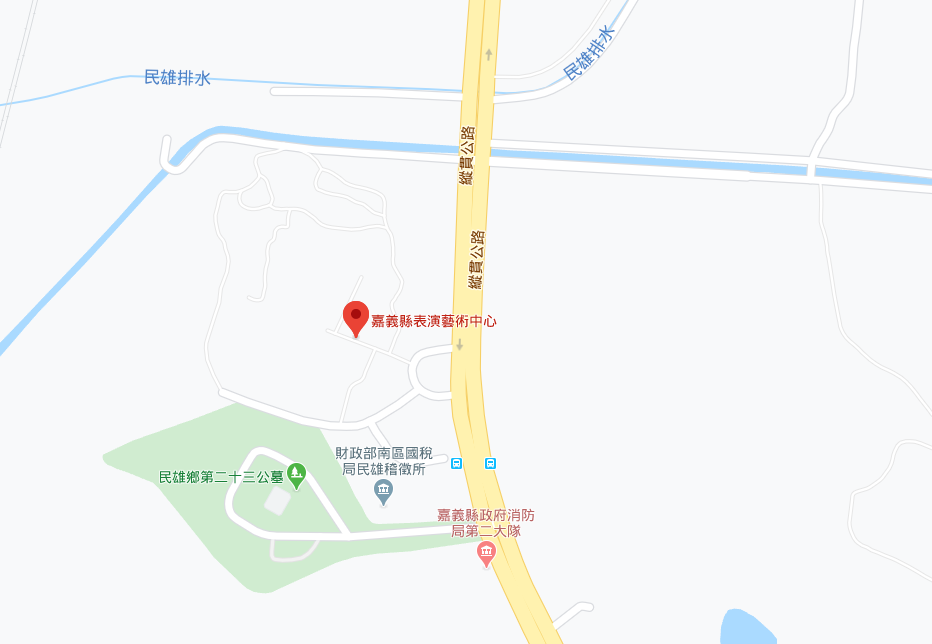 民雄排水
民雄排水
縱貫公路
縱貫公路
嘉義縣表演藝術中心
財政部南區國稅
局民雄稽徵所
民雄鄉第二十三公墓
嘉義縣政府消防
局第二大隊